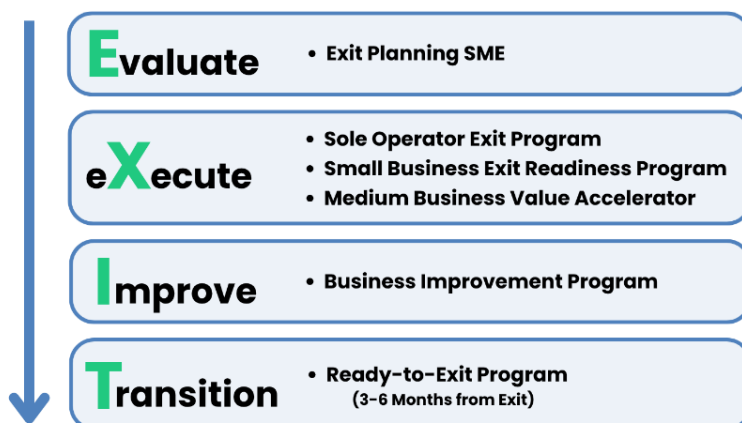 Evaluate
• Exit Planning SME
eXecute
• Sole Operator Exit Program
• Small Business Exit Readiness Program
• Medium Business Value Accelerator
Improve
• Business Improvement Program
Transition
• Ready-to-Exit Program
(3-6 Months from Exit)